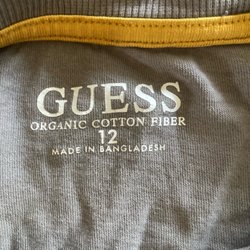 GUESS
ORGANIC COTTON FIBER
12
MADE IN BANGLADESH